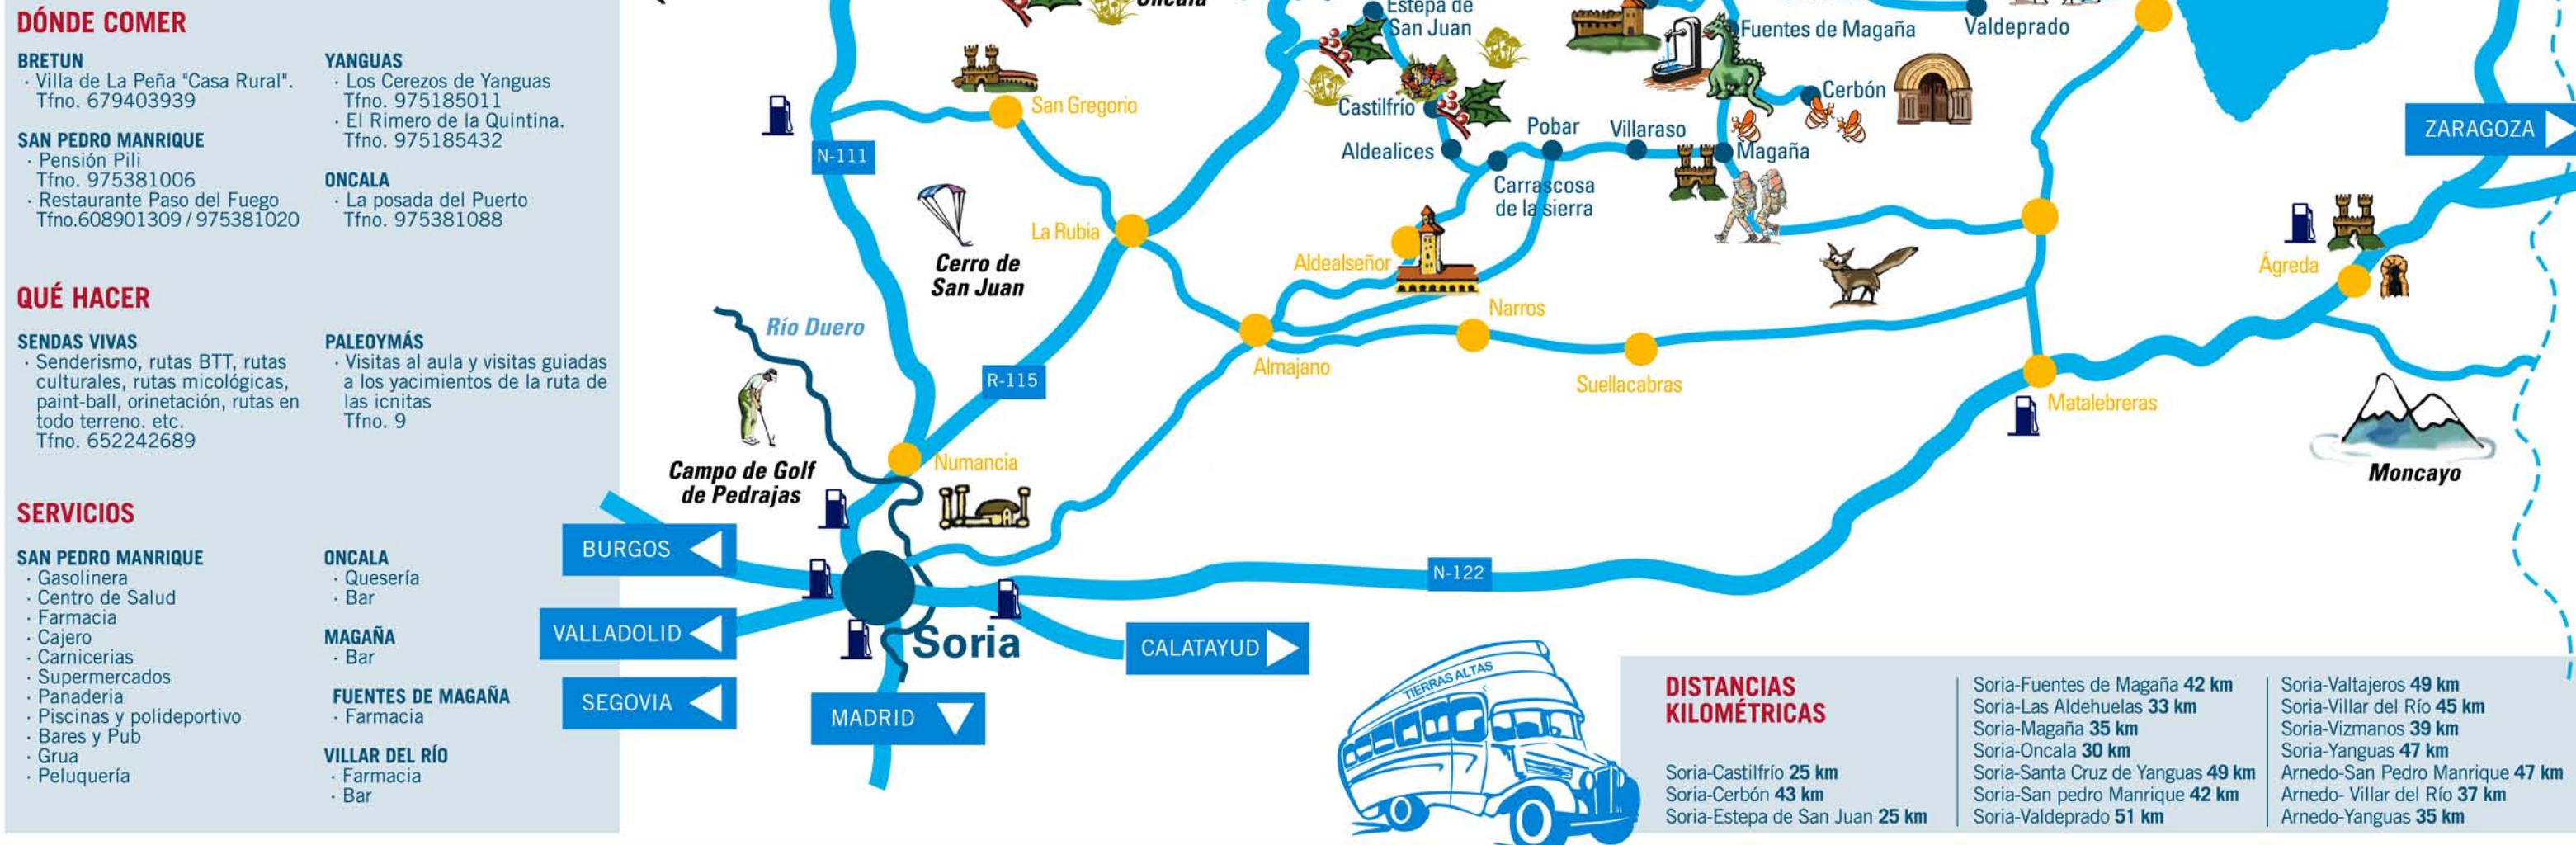 DÓNDE COMER
BRETUN
· Villa de La Peña "Casa Rural".
Tfno. 679403939
SAN PEDRO MANRIQUE
· Pensión Pili
Tfno. 975381006
· Restaurante Paso del Fuego
Tfno.608901309 / 975381020
YANGUAS
· Los Cerezos de Yanguas
Tfno. 975185011
· El Rimero de la Quintina.
Tfno. 975185432
ONCALA
· La posada del Puerto
Tfno. 975381088
QUÉ HACER
SENDAS VIVAS
· Senderismo, rutas BTT, rutas
culturales, rutas micológicas,
paint-ball, orinetación, rutas en
todo terreno. etc.
Tfno. 652242689
PALEOYMÁS
· Visitas al aula y visitas guiadas
a los yacimientos de la ruta de
las icnitas
Tfno. 9
SERVICIOS
SAN PEDRO MANRIQUE
· Gasolinera
· Centro de Salud
· Farmacia
· Cajero
· Carnicerias
· Supermercados
· Panaderia
· Piscinas y polideportivo
· Bares y Pub
· Grua
· Peluquería
ONCALA
· Quesería
· Bar
MAGAÑA
· Bar
FUENTES DE MAGAÑA
· Farmacia
VILLAR DEL RÍO
· Farmacia
· Bar
Estepa de
San Juan
Fuentes de Magaña
Valdeprado
San Gregorio
Castilfrío
Cerbón
Pobar
Villaraso
ZARAGOZA
N-111
Aldealices
Magaña
Carrascosa
de la sierra
La Rubia
Cerro de
San Juan
Aldealseñor
Ágreda
Narros
Río Duero
Almajano
R-115
Suellacabras
Matalebreras
Numancia
Campo de Golf
de Pedrajas
Moncayo
BURGOS
N-122
VALLADOLID
Soria
CALATAYUD
SEGOVIA
MADRID
TIERRAS ALTAS
DISTANCIAS
KILOMÉTRICAS
Soria-Castilfrío 25 km
Soria-Cerbón 43 km
Soria-Estepa de San Juan 25 km
Soria-Fuentes de Magaña 42 km
Soria-Las Aldehuelas 33 km
Soria-Magaña 35 km
Soria-Oncala 30 km
Soria-Santa Cruz de Yanguas 49 km
Soria-San pedro Manrique 42 km
Soria-Valdeprado 51 km
Soria-Valtajeros 49 km
Soria-Villar del Río 45 km
Soria-Vizmanos 39 km
Soria-Yanguas 47 km
Arnedo-San Pedro Manrique 47 km
Arnedo- Villar del Río 37 km
Arnedo-Yanguas 35 km